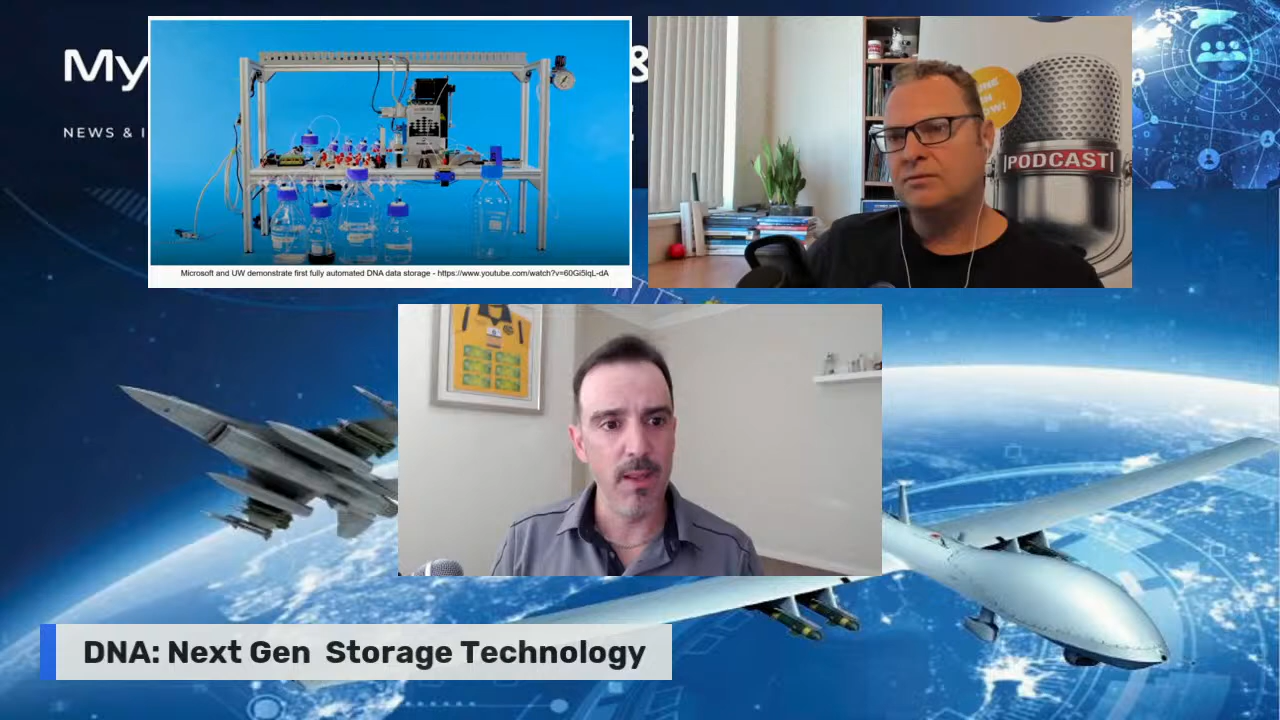 My
&
NEWS & I
Microsoft and UW demonstrate first fully automated DNA data storage - https://www.youtube.com/watch?v=60Gi5lqL-dA
PODCAST
DNA: Next Gen Storage Technology